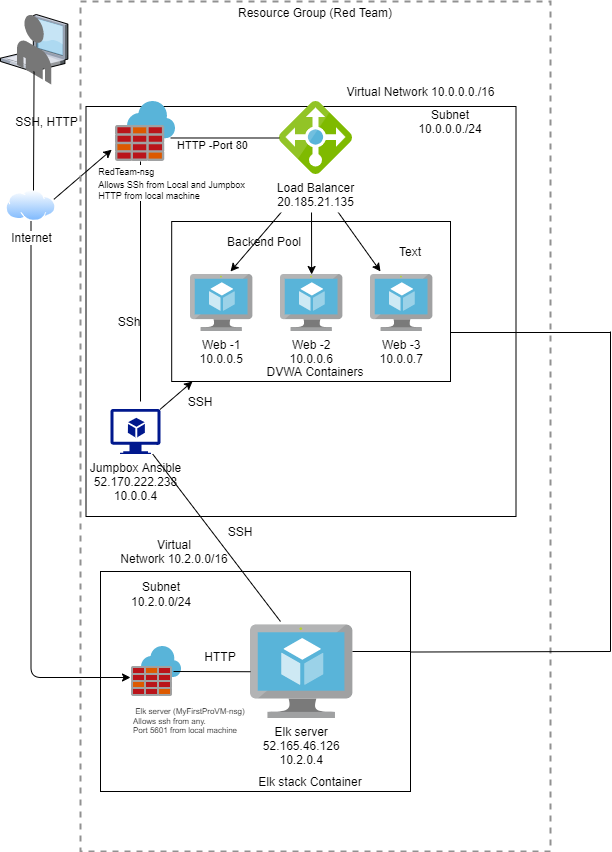 Resource Group (Red Team)
Virtual Network 10.0.0.0./16
Subnet
10.0.0.0/24
SSH, HTTP
HTTP -Port 80
RedTeam-nsg
Allows SSh from Local and Jumpbox
HTTP from local machine
Load Balancer
20.185.21.135
Internet
Backend Pool
Text
SSh
Web -1
10.0.0.5
Web -2
10.0.0.6
Web -3
10.0.0.7
DVWA Containers
SSH
Jumpbox Ansible
52.170.222.238
10.0.0.4
SSH
Virtual
Network 10.2.0.0/16
Subnet
10.2.0.0/24
HTTP
Elk server (MyFirstProVM-nsg)
Allows ssh from any.
Port 5601 from local machine
Elk server
52.165.46.126
10.2.0.4
Elk stack Container